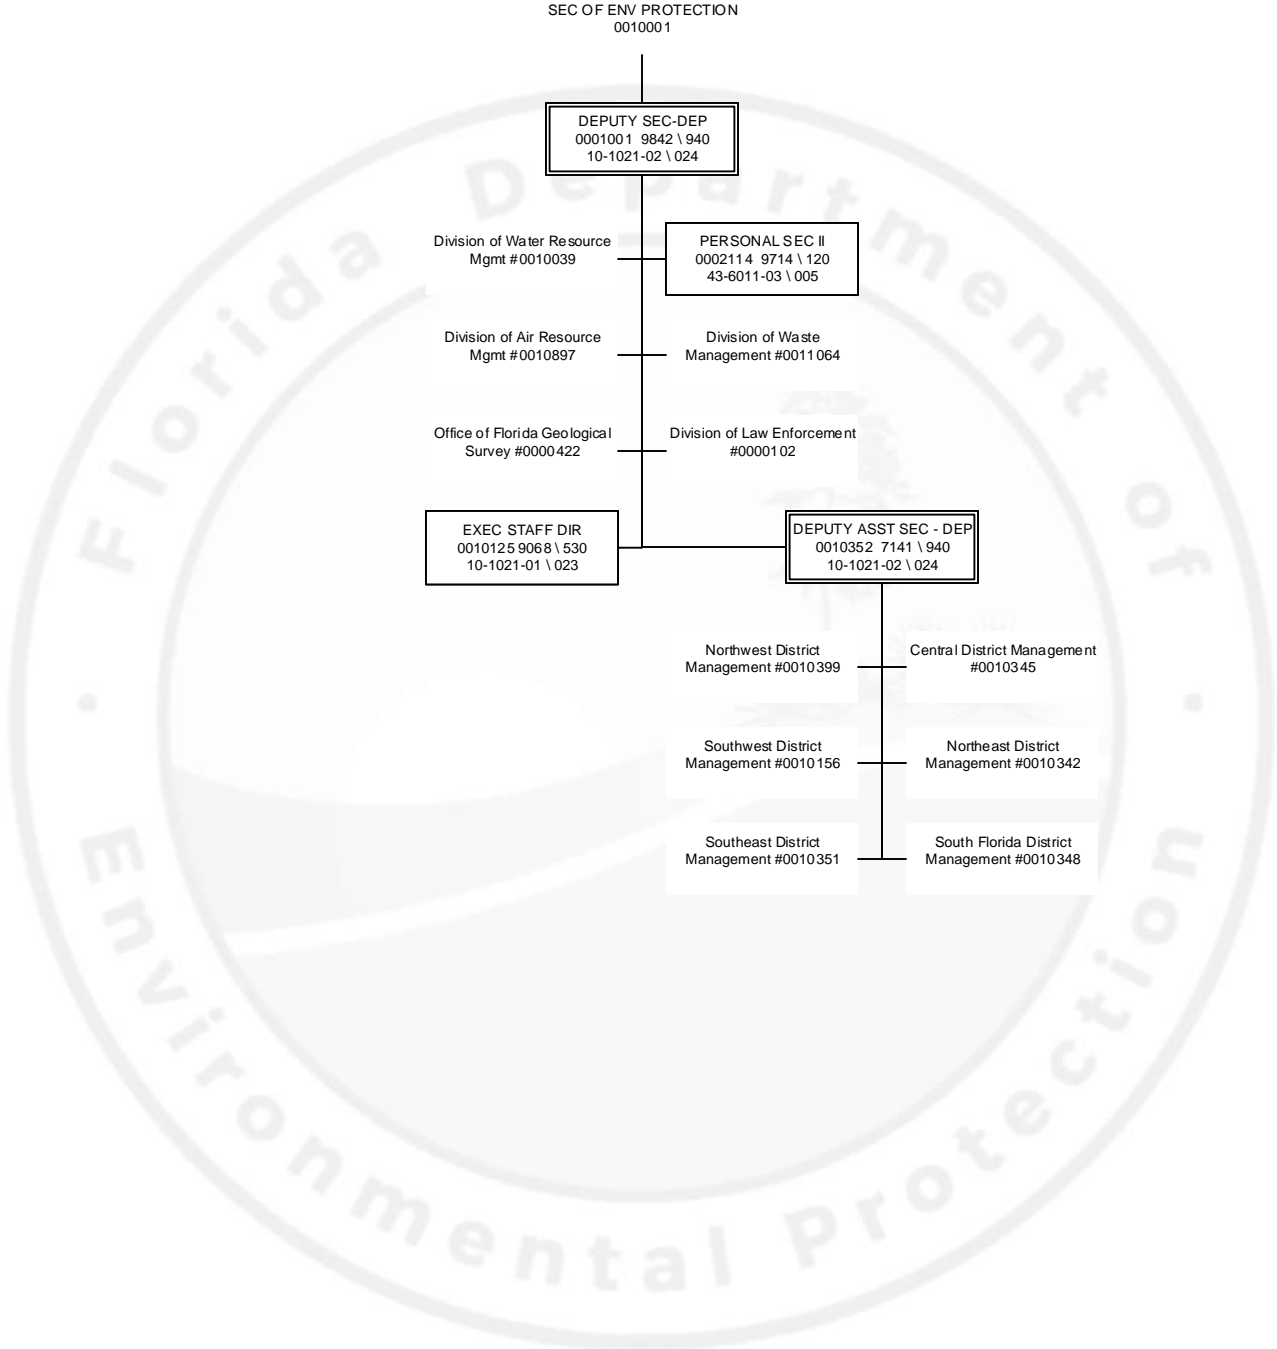 SEC OF ENV PROTECTION
0010001
DEPUTY SEC-DEP
0001001 9842 \ 940
10-1021-02 \ 024
Division of Water Resource
Mgmt #0010039
PERSONAL SEC II
0002114 9714 \ 120
43-6011-03 \ 005
Division of Air Resource
Mgmt #0010897
Division of Waste
Management #0011064
Office of Florida Geological
Survey #0000422
Division of Law Enforcement
#0000102
EXEC STAFF DIR
0010125 9068 \ 530
10-1021-01 \ 023
DEPUTY ASST SEC - DEP
0010352 7141 \ 940
10-1021-02 \ 024
Northwest District
Management #0010399
Central District Management
#0010345
Southwest District
Management #0010156
Northeast District
Management #0010342
Southeast District
Management #0010351
South Florida District
Management #0010348
Florida Department of
Environmental Protection